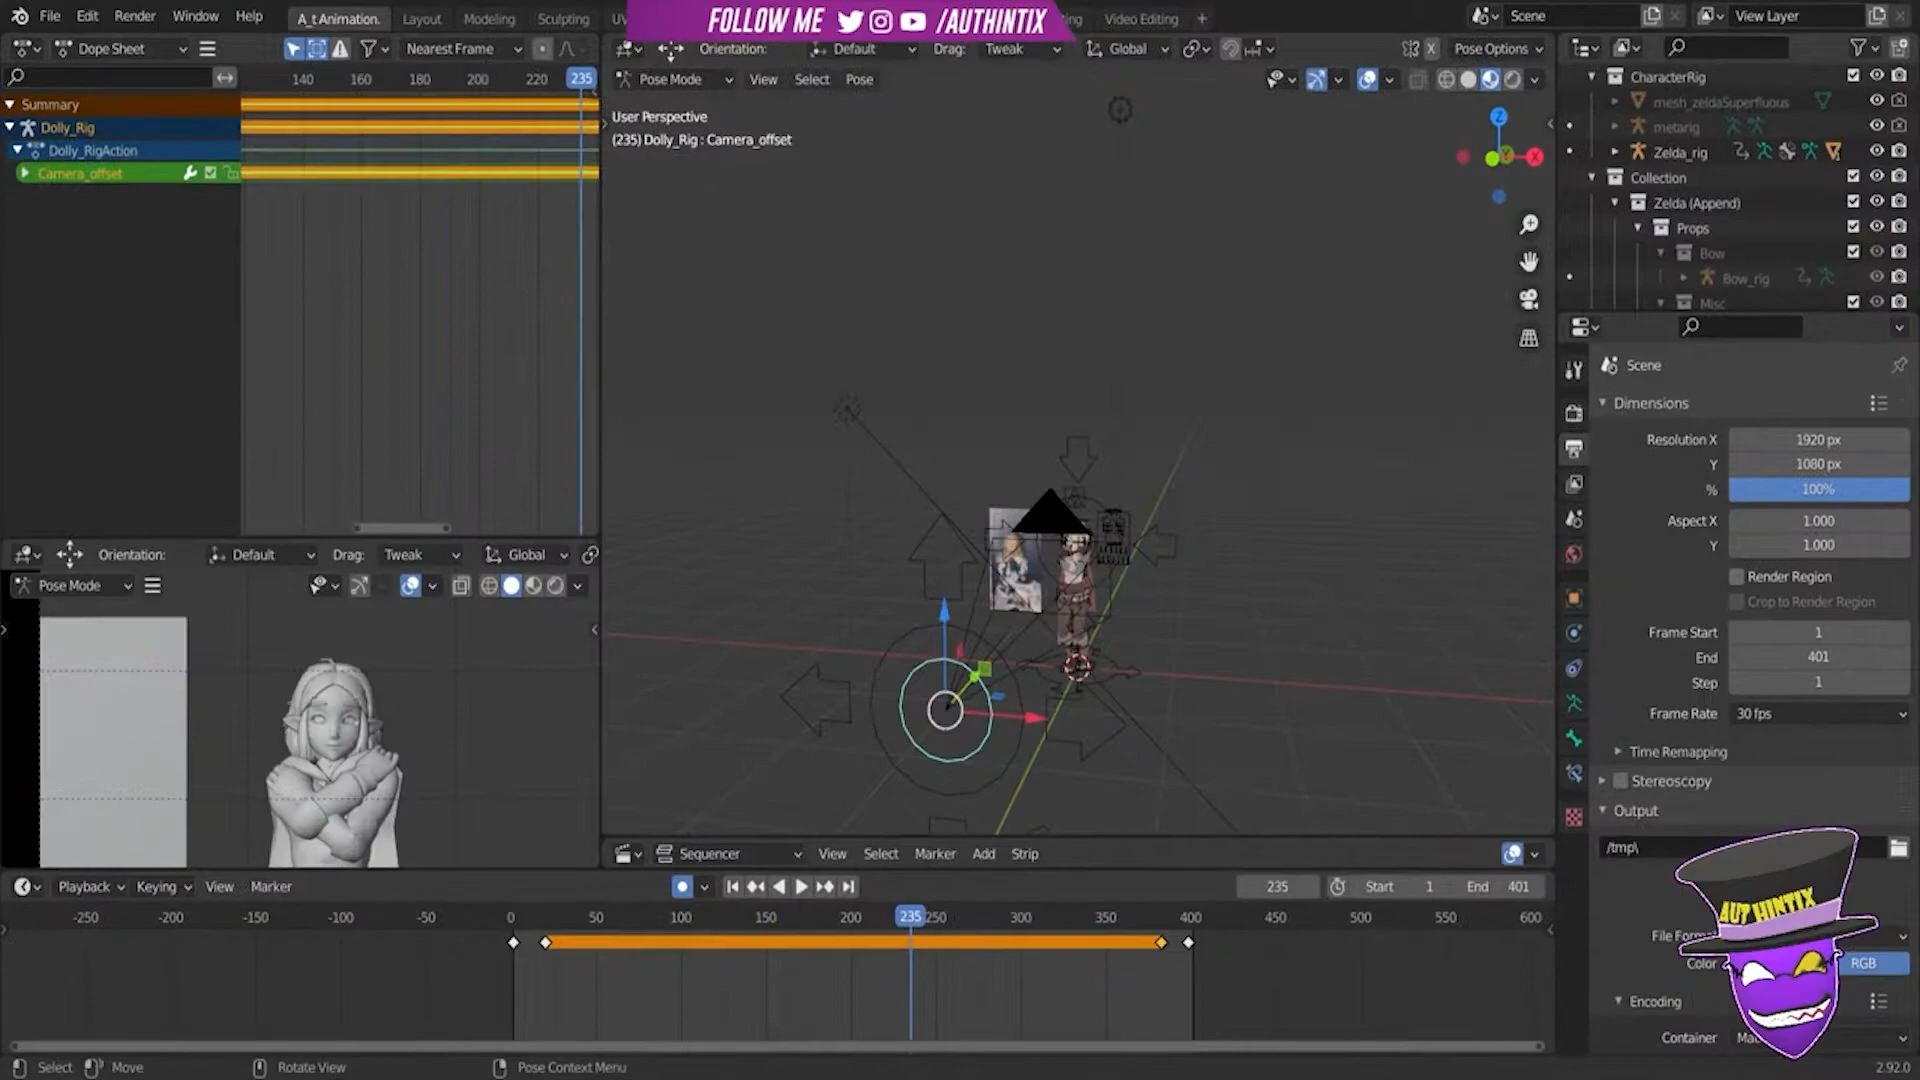 File Edit Render Window Help A_t Animation. Layout Modeling Sculpting UV FOLLOW ME /AUTHINTIX Video Editing + Scene View Layer
Dope Sheet Nearest Frame Orientation: Default Drag: Tweak Global X Pose Options
140 160 180 200 220 235 Pose Mode View Select Pose
Summary
Dolly_Rig
Dolly_RigAction
Camera_offset
User Perspective
(235) Dolly_Rig : Camera_offset
Z
X
CharacterRig
mesh_zeldaSuperfluous
metarig
Zelda_rig
Collection
Zelda (Append)
Props
Bow
Bow_rig
Misc
Scene
Dimensions
Resolution X 1920 px
Y 1080 px
% 100%
Aspect X 1.000
Y 1.000
Render Region
Crop to Render Region
Frame Start 1
End 401
Step 1
Frame Rate 30 fps
Time Remapping
Stereoscopy
Output
/tmp\
AUTHINTIX
Color RGB
Encoding
Container
Orientation: Default Drag: Tweak Global
Pose Mode
Sequencer View Select Marker Add Strip
Playback Keying View Marker 235 Start 1 End 401
-250 -200 -150 -100 -50 0 50 100 150 200 235 250 300 350 400 450 500 550 600
Select Move Rotate View Pose Context Menu 2.92.0